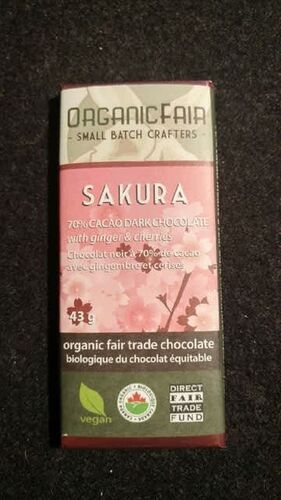 ORGANICFAIR
- SMALL BATCH CRAFTERS -
SAKURA
70% CACAO DARK CHOCOLATE
with ginger & cherries
Chocolat noir à 70% de cacao
avec gingembre et cerises
43 g
organic fair trade chocolate
biologique du chocolat équitable
vegan
DIRECT
FAIR
TRADE
FUND